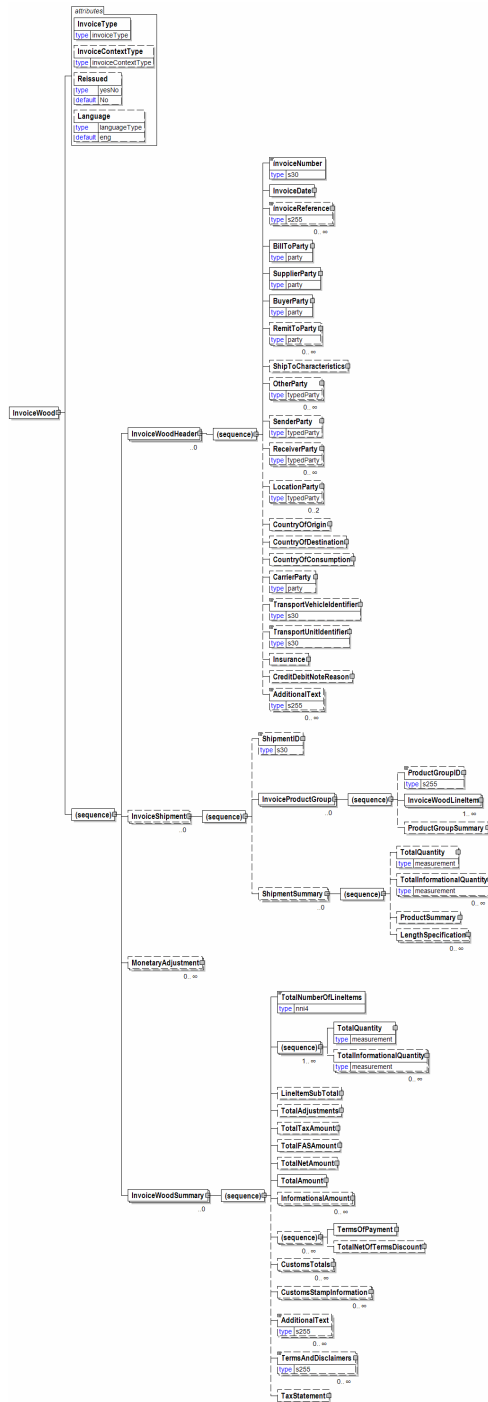 attributes
InvoiceType
type invoiceType
InvoiceContextType
type invoiceContextType
Reissued
type yesNo
default No
Language
type languageType
default eng
InvoiceWood
InvoiceWoodHeader
..0
(sequence)
InvoiceNumber
type s30
InvoiceDate
InvoiceReference
type s255
0.. ∞
BillToParty
type party
SupplierParty
type party
BuyerParty
type party
RemitToParty
type party
0.. ∞
ShipToCharacteristics
OtherParty
type typedParty
0.. ∞
SenderParty
type typedParty
ReceiverParty
type typedParty
0.. ∞
LocationParty
type typedParty
0..2
CountryOfOrigin
CountryOfDestination
CountryOfConsumption
CarrierParty
type party
TransportVehicleIdentifier
type s30
TransportUnitIdentifier
type s30
Insurance
CreditDebitNoteReason
AdditionalText
type s255
0.. ∞
(sequence)
InvoiceShipment
..0
(sequence)
ShipmentID
type s30
InvoiceProductGroup
..0
(sequence)
ProductGroupID
type s255
InvoiceWoodLineItem
1.. ∞
ProductGroupSummary
ShipmentSummary
..0
(sequence)
TotalQuantity
type measurement
TotalInformationalQuantity
type measurement
0.. ∞
ProductSummary
LengthSpecification
0.. ∞
MonetaryAdjustment
0.. ∞
InvoiceWoodSummary
..0
(sequence)
TotalNumberOfLineItems
type nni4
(sequence)
1.. ∞
TotalQuantity
type measurement
TotalInformationalQuantity
type measurement
0.. ∞
LineItemSubTotal
TotalAdjustments
TotalTaxAmount
TotalFASAmount
TotalNetAmount
TotalAmount
InformationalAmount
0.. ∞
(sequence)
0.. ∞
TermsOfPayment
TotalNetOfTermsDiscount
CustomsTotals
0.. ∞
CustomsStampInformation
0.. ∞
AdditionalText
type s255
0.. ∞
TermsAndDisclaimers
type s255
0.. ∞
TaxStatement